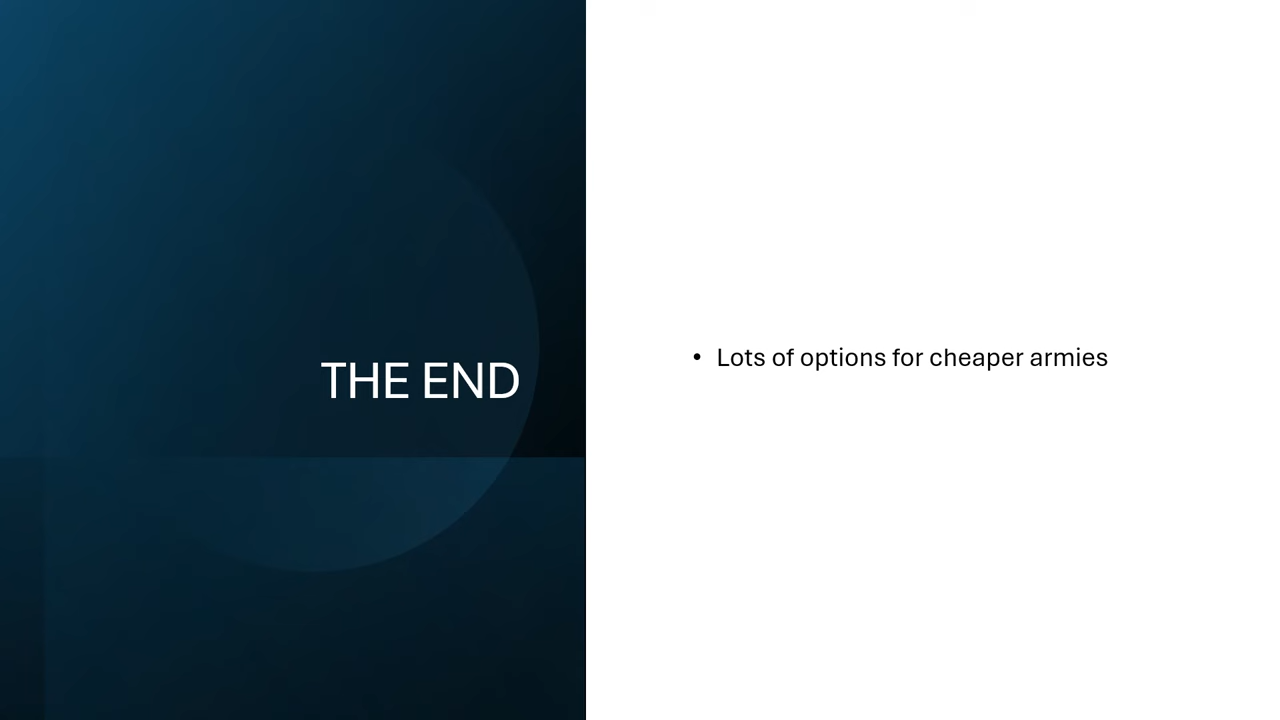 THE END
• Lots of options for cheaper armies